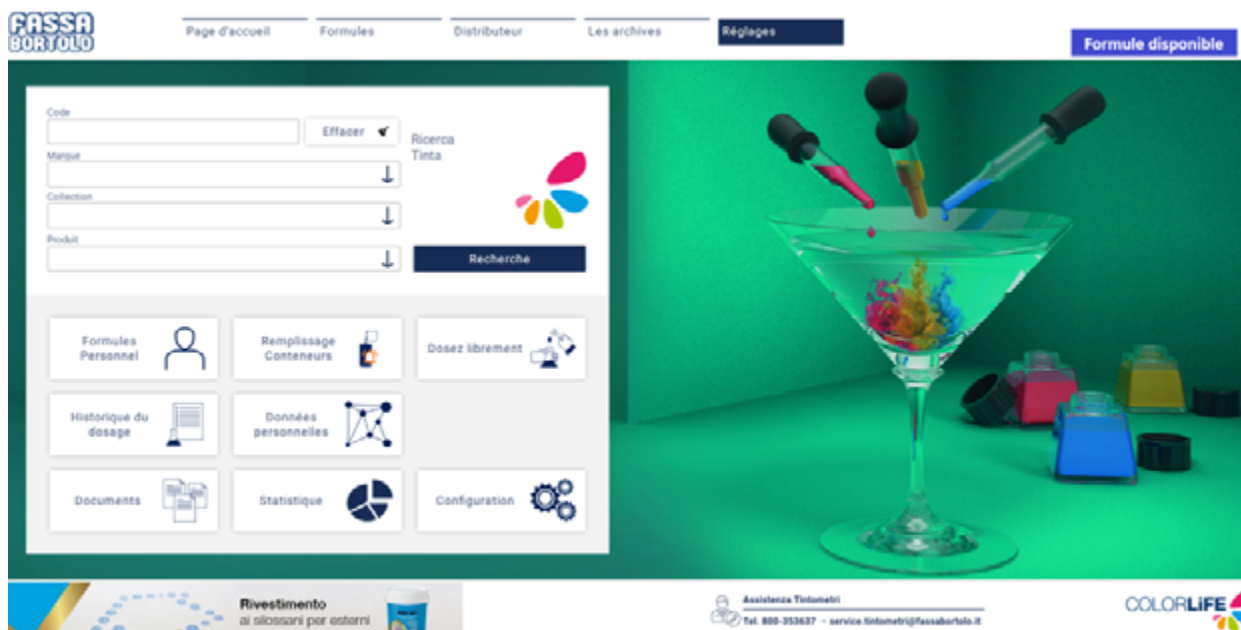 FASSA
BORTOLO
Page d'accueil
Formules
Distributeur
Les archives
Réglages
Formule disponible
Code
Effacer
Ricerca
Tinta
Marque
Collection
Produit
Recherche
Formules
Personnel
Remplissage
Conteneurs
Dosez librement
Historique du
dosage
Données
personnelles
Documents
Statistique
Configuration
Rivestimento
ai silossani per esterni
Assistenza Tintometri
Tel. 800-353637 - service.tintometri@fassabortolo.it
COLORLiFE